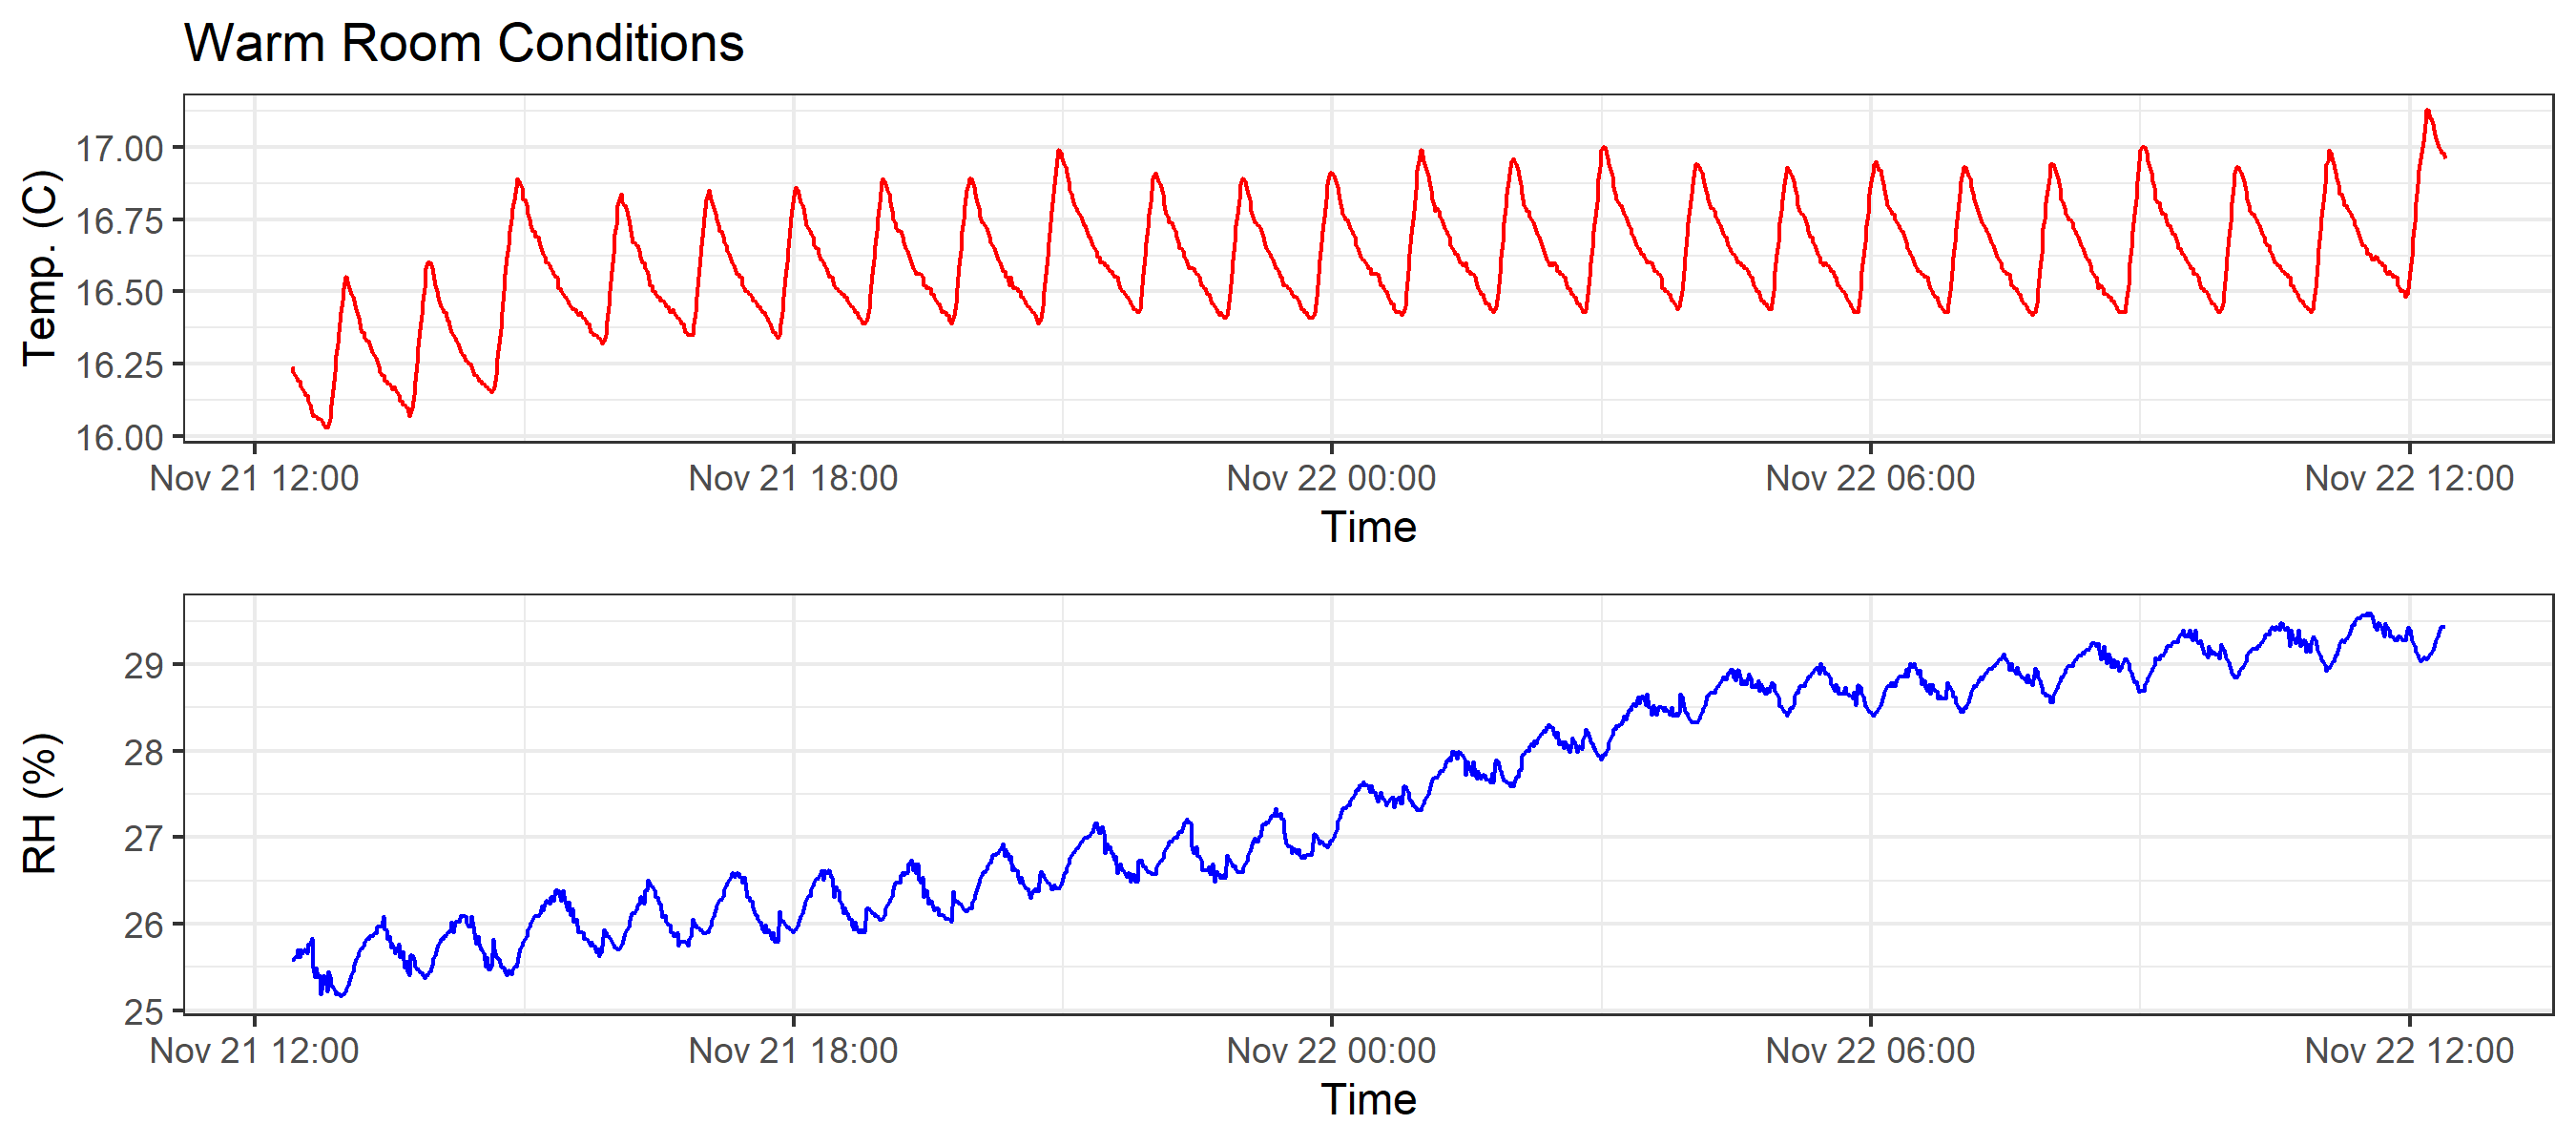 Warm Room Conditions
Temp. (C)
17.00
16.75
16.50
16.25
16.00
Nov 21 12:00 Nov 21 18:00 Nov 22 00:00 Nov 22 06:00 Nov 22 12:00
Time
RH (%)
29
28
27
26
25
Nov 21 12:00 Nov 21 18:00 Nov 22 00:00 Nov 22 06:00 Nov 22 12:00
Time